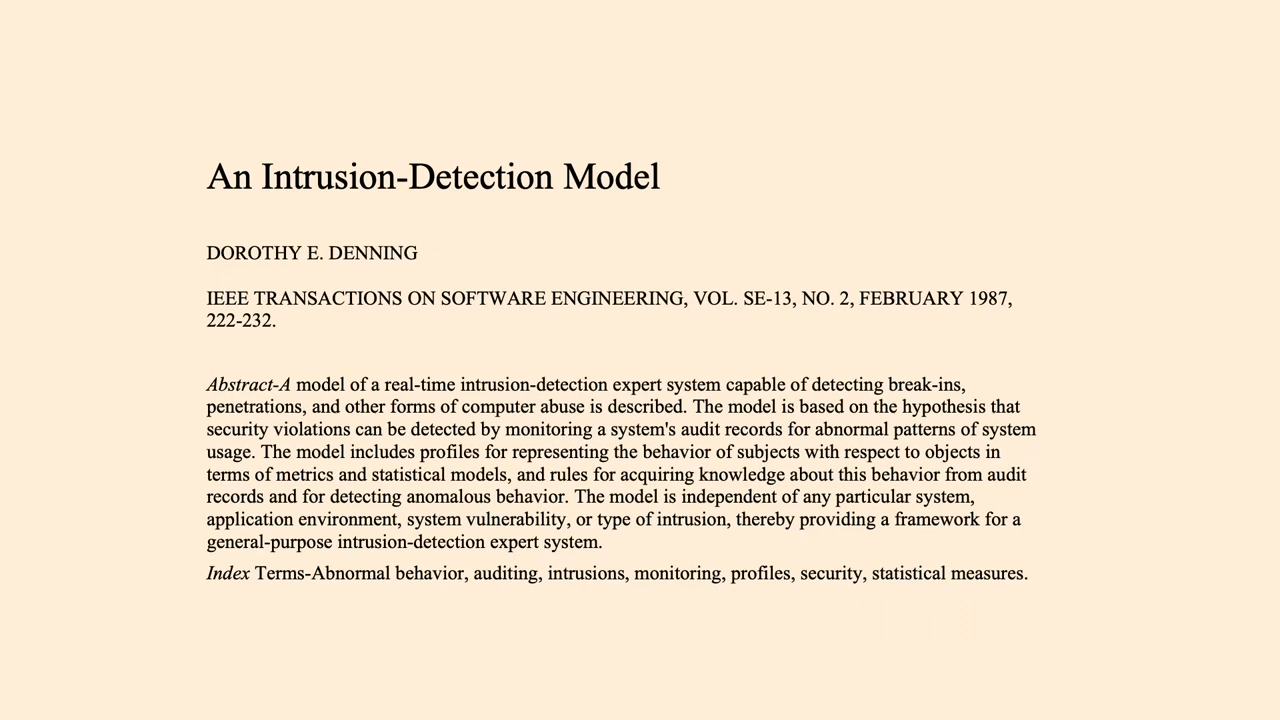 An Intrusion-Detection Model
DOROTHY E. DENNING
IEEE TRANSACTIONS ON SOFTWARE ENGINEERING, VOL. SE-13, NO. 2, FEBRUARY 1987,
222-232.
Abstract-A model of a real-time intrusion-detection expert system capable of detecting break-ins,
penetrations, and other forms of computer abuse is described. The model is based on the hypothesis that
security violations can be detected by monitoring a system's audit records for abnormal patterns of system
usage. The model includes profiles for representing the behavior of subjects with respect to objects in
terms of metrics and statistical models, and rules for acquiring knowledge about this behavior from audit
records and for detecting anomalous behavior. The model is independent of any particular system,
application environment, system vulnerability, or type of intrusion, thereby providing a framework for a
general-purpose intrusion-detection expert system.
Index Terms-Abnormal behavior, auditing, intrusions, monitoring, profiles, security, statistical measures.